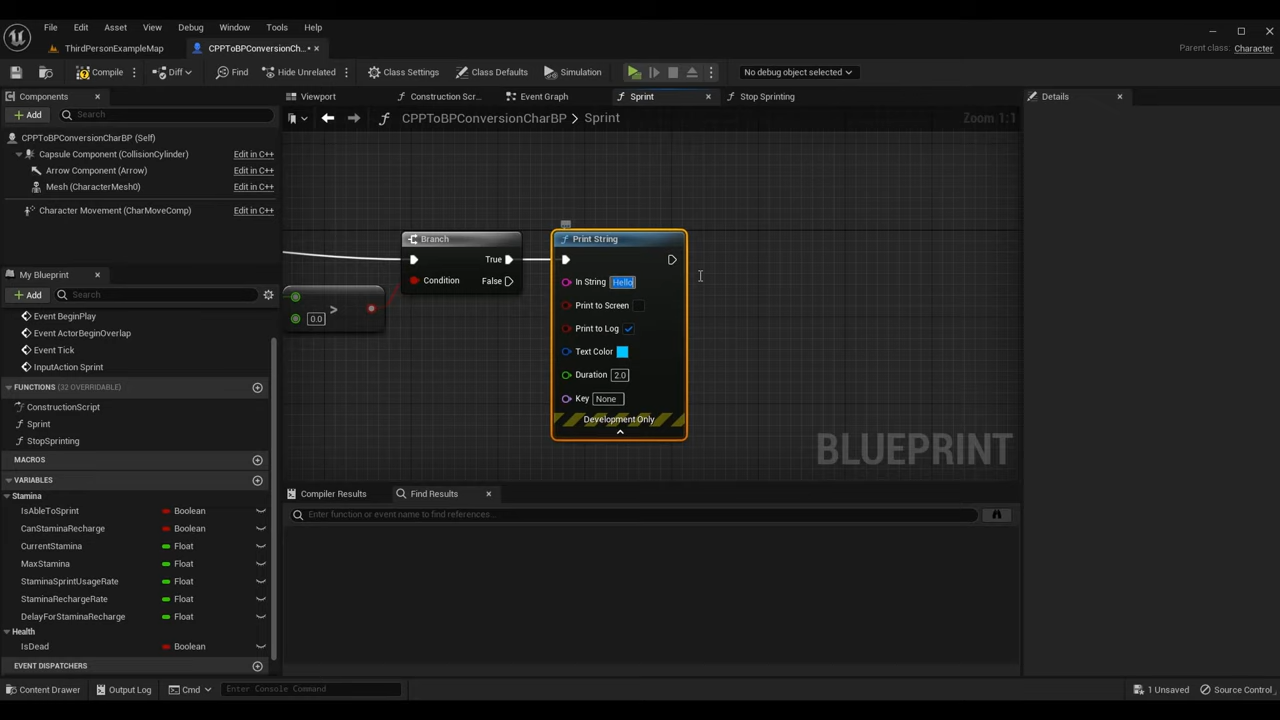 File Edit Asset View Debug Window Tools Help
ThirdPersonExampleMap
CPPToBPConversionCh...
Parent class: Character
Compile
Diff
Find
Hide Unrelated
Class Settings
Class Defaults
Simulation
No debug object selected
Components
Add
Search
CPPToBPConversionCharBP (Self)
Capsule Component (CollisionCylinder) Edit in C++
Arrow Component (Arrow) Edit in C++
Mesh (CharacterMesh0) Edit in C++
Character Movement (CharMoveComp) Edit in C++
My Blueprint
Add
Search
Event BeginPlay
Event ActorBeginOverlap
Event Tick
InputAction Sprint
FUNCTIONS (32 OVERRIDABLE)
ConstructionScript
Sprint
StopSprinting
MACROS
VARIABLES
Stamina
IsAbleToSprint Boolean
CanStaminaRecharge Boolean
CurrentStamina Float
MaxStamina Float
StaminaSprintUsageRate Float
StaminaRechargeRate Float
DelayForStaminaRecharge Float
Health
IsDead Boolean
EVENT DISPATCHERS
Viewport
Construction Scr...
Event Graph
Sprint
Stop Sprinting
CPPToBPConversionCharBP > Sprint
Zoom 1:1
Branch
True
Condition False
0.0 >
Print String
In String Hello
Print to Screen
Print to Log
Text Color
Duration 2.0
Key None
Development Only
BLUEPRINT
Compiler Results
Find Results
Enter function or event name to find references...
Details
Content Drawer
Output Log
Cmd
Enter Console Command
1 Unsaved
Source Control